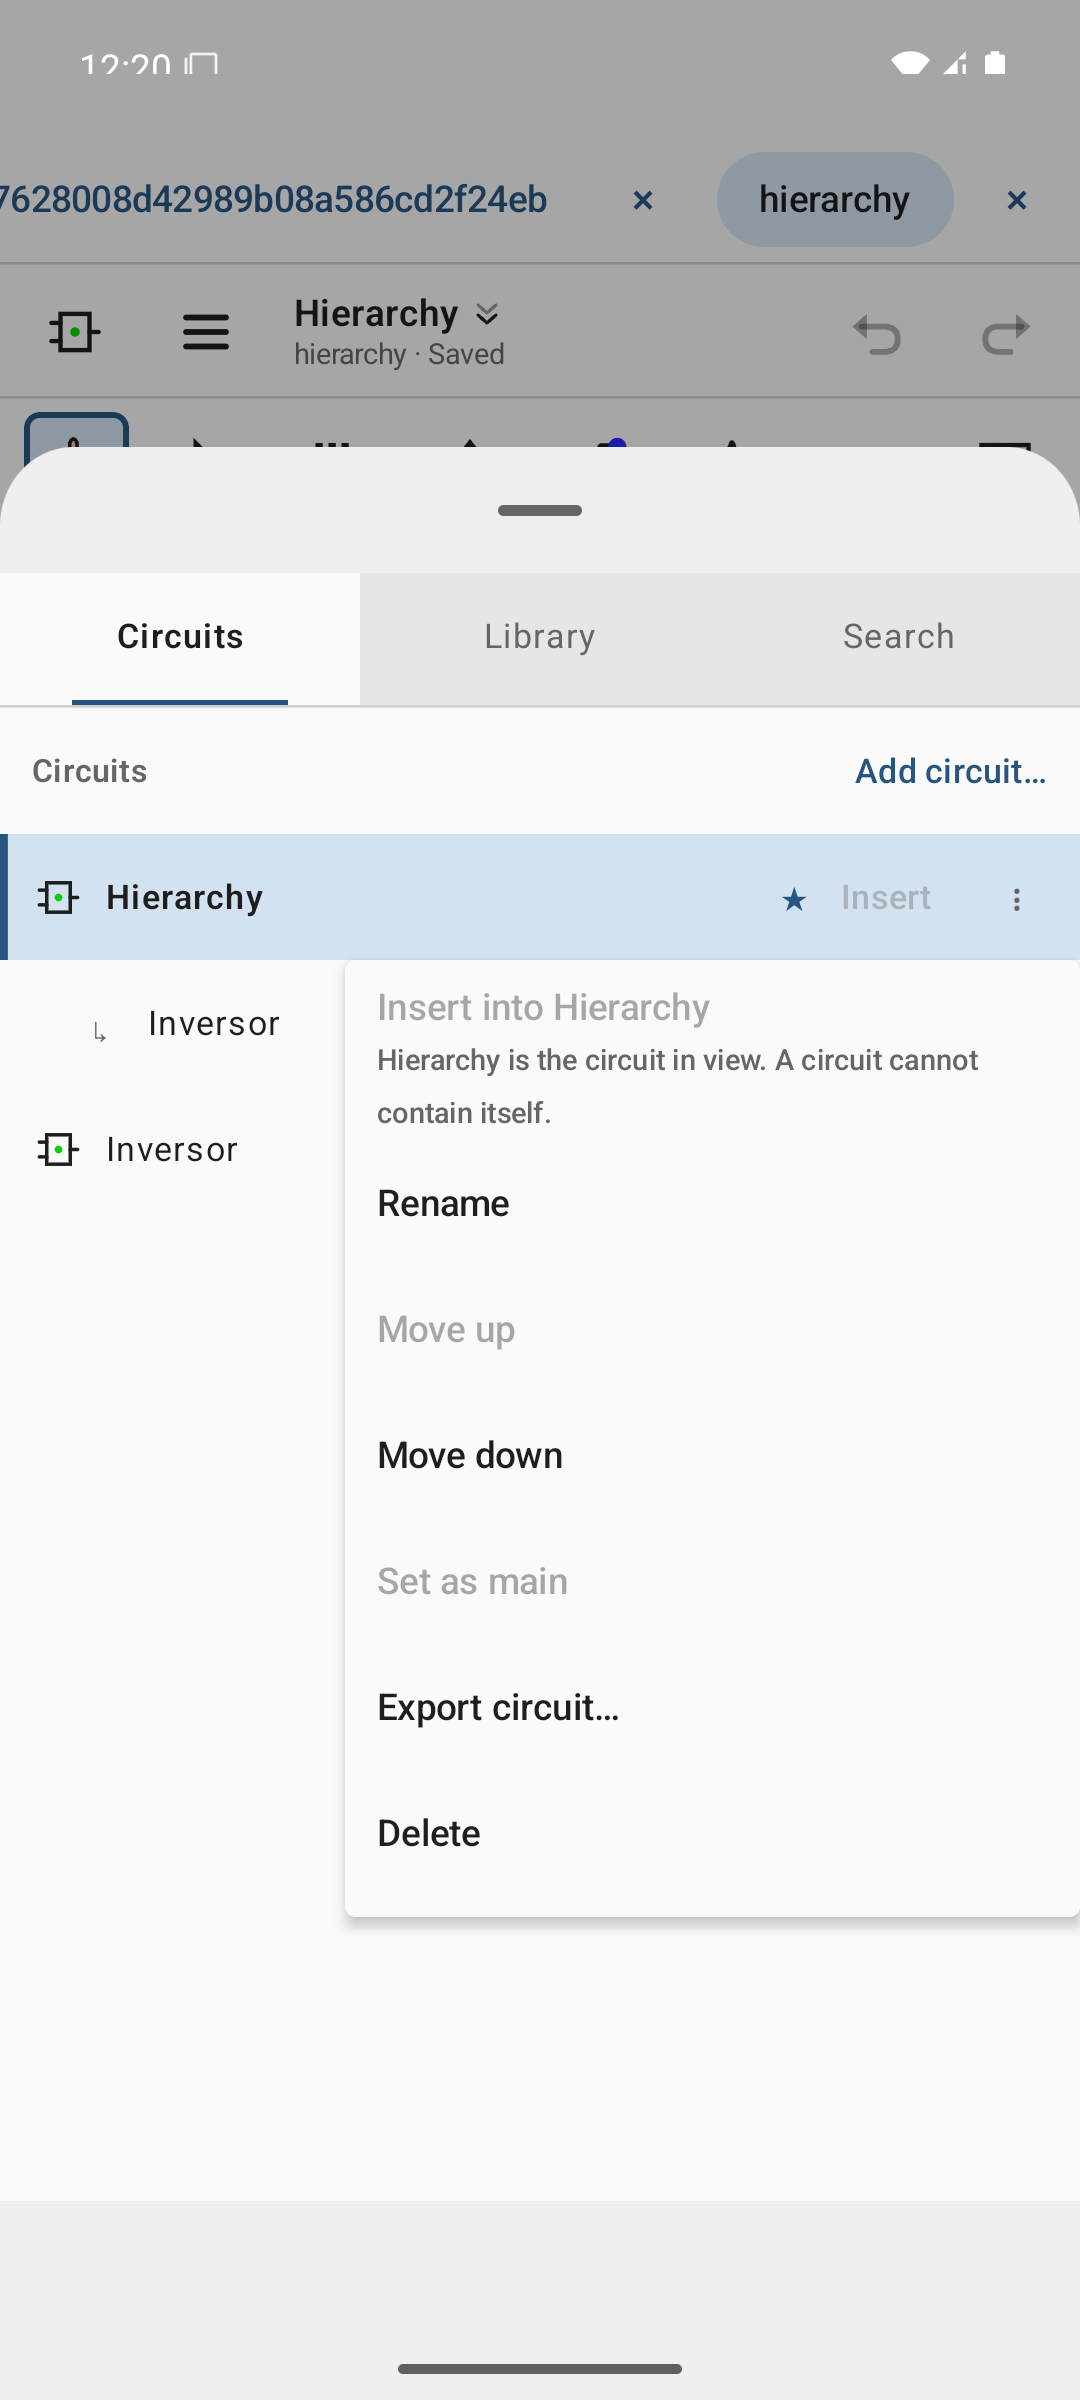 12:20
7628008d42989b08a586cd2f24eb × hierarchy ×
Hierarchy
hierarchy · Saved
Circuits Library Search
Circuits Add circuit…
Hierarchy ★ Insert
Inversor
Inversor
Insert into Hierarchy
Hierarchy is the circuit in view. A circuit cannot
contain itself.
Rename
Move up
Move down
Set as main
Export circuit…
Delete